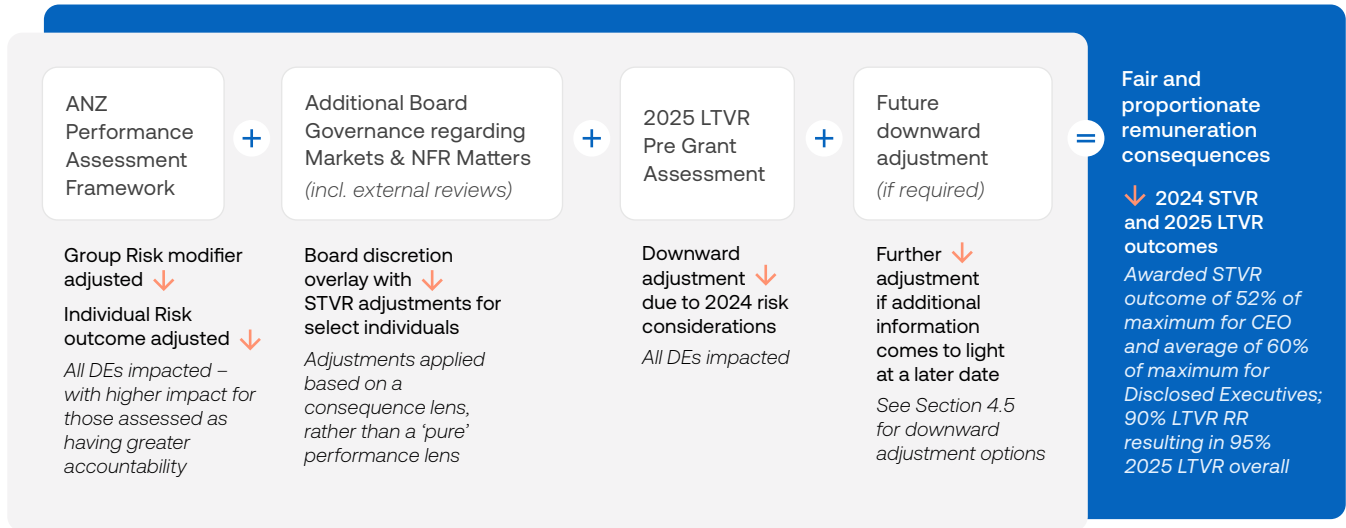 ANZ
Performance
Assessment
Framework
+
Additional Board
Governance regarding
Markets & NFR Matters
(incl. external reviews)
+
2025 LTVR
Pre Grant
Assessment
+
Future
downward
adjustment
(if required)
=
Group Risk modifier
adjusted ↓
Individual Risk
outcome adjusted ↓
All DEs impacted –
with higher impact for
those assessed as
having greater
accountability
Board discretion
overlay with ↓
STVR adjustments for
select individuals
Adjustments applied
based on a
consequence lens,
rather than a ‘pure’
performance lens
Downward
adjustment ↓
due to 2024 risk
considerations
All DEs impacted
Further ↓
adjustment
if additional
information
comes to light
at a later date
See Section 4.5
for downward
adjustment options
Fair and
proportionate
remuneration
consequences
↓ 2024 STVR
and 2025 LTVR
outcomes
Awarded STVR
outcome of 52% of
maximum for CEO
and average of 60%
of maximum for
Disclosed Executives;
90% LTVR RR
resulting in 95%
2025 LTVR overall